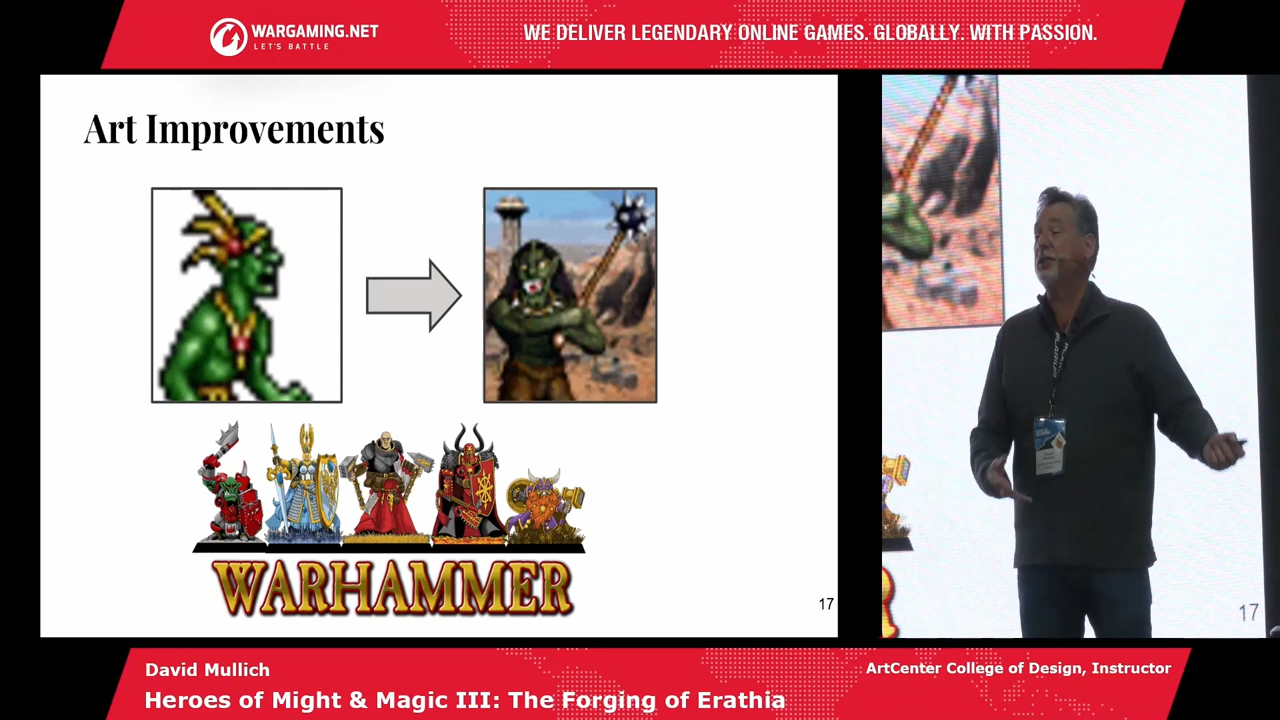 WARGAMING.NET
LET'S BATTLE
WE DELIVER LEGENDARY ONLINE GAMES. GLOBALLY. WITH PASSION.
Art Improvements
WARHAMMER
17
17
David Mullich
ArtCenter College of Design, Instructor
Heroes of Might & Magic III: The Forging of Erathia